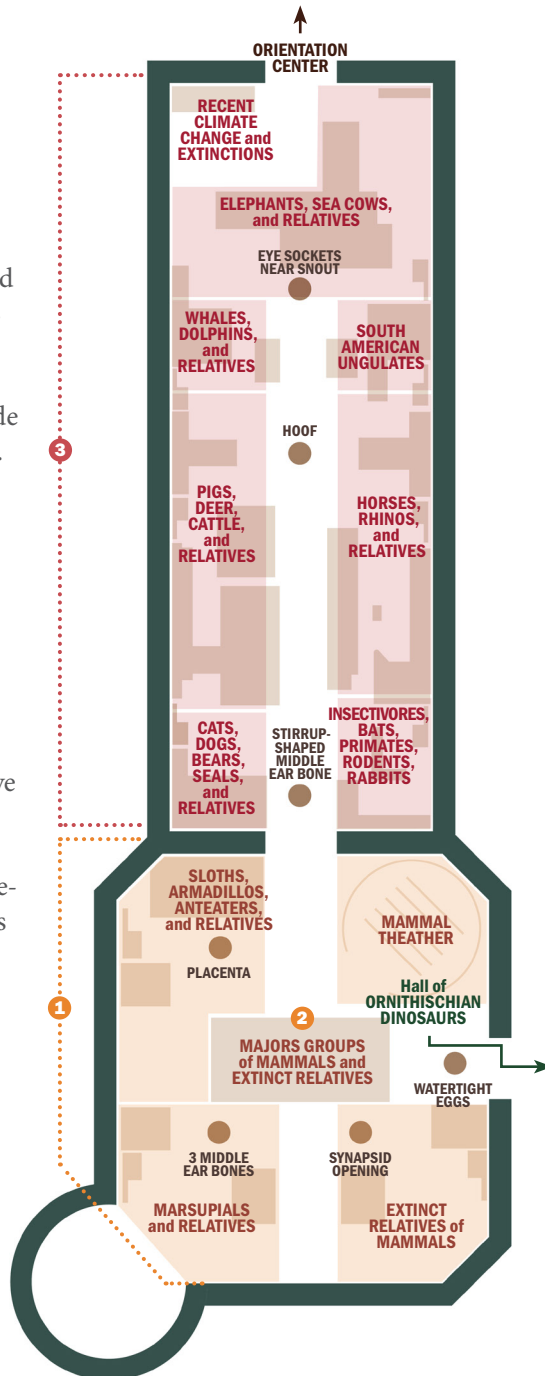 ORIENTATION
CENTER
RECENT
CLIMATE
CHANGE and
EXTINCTIONS
ELEPHANTS, SEA COWS,
and RELATIVES
EYE SOCKETS
NEAR SNOUT
d
WHALES,
DOLPHINS,
and
RELATIVES
SOUTH
AMERICAN
UNGULATES
de
.
HOOF
3
PIGS,
DEER,
CATTLE,
and
RELATIVES
HORSES,
RHINOS,
and
RELATIVES
CATS,
DOGS,
BEARS,
SEALS,
and
RELATIVES
STIRRUP-
SHAPED
MIDDLE
EAR BONE
INSECTIVORES,
BATS,
PRIMATES,
RODENTS,
RABBITS
ve
e-
s
SLOTHS,
ARMADILLOS,
ANTEATERS,
and RELATIVES
PLACENTA
MAMMAL
THEATHER
Hall of
ORNITHISCHIAN
DINOSAURS
1
2
MAJORS GROUPS
of MAMMALS and
EXTINCT RELATIVES
WATERTIGHT
EGGS
3 MIDDLE
EAR BONES
SYNAPSID
OPENING
MARSUPIALS
and RELATIVES
EXTINCT
RELATIVES of
MAMMALS